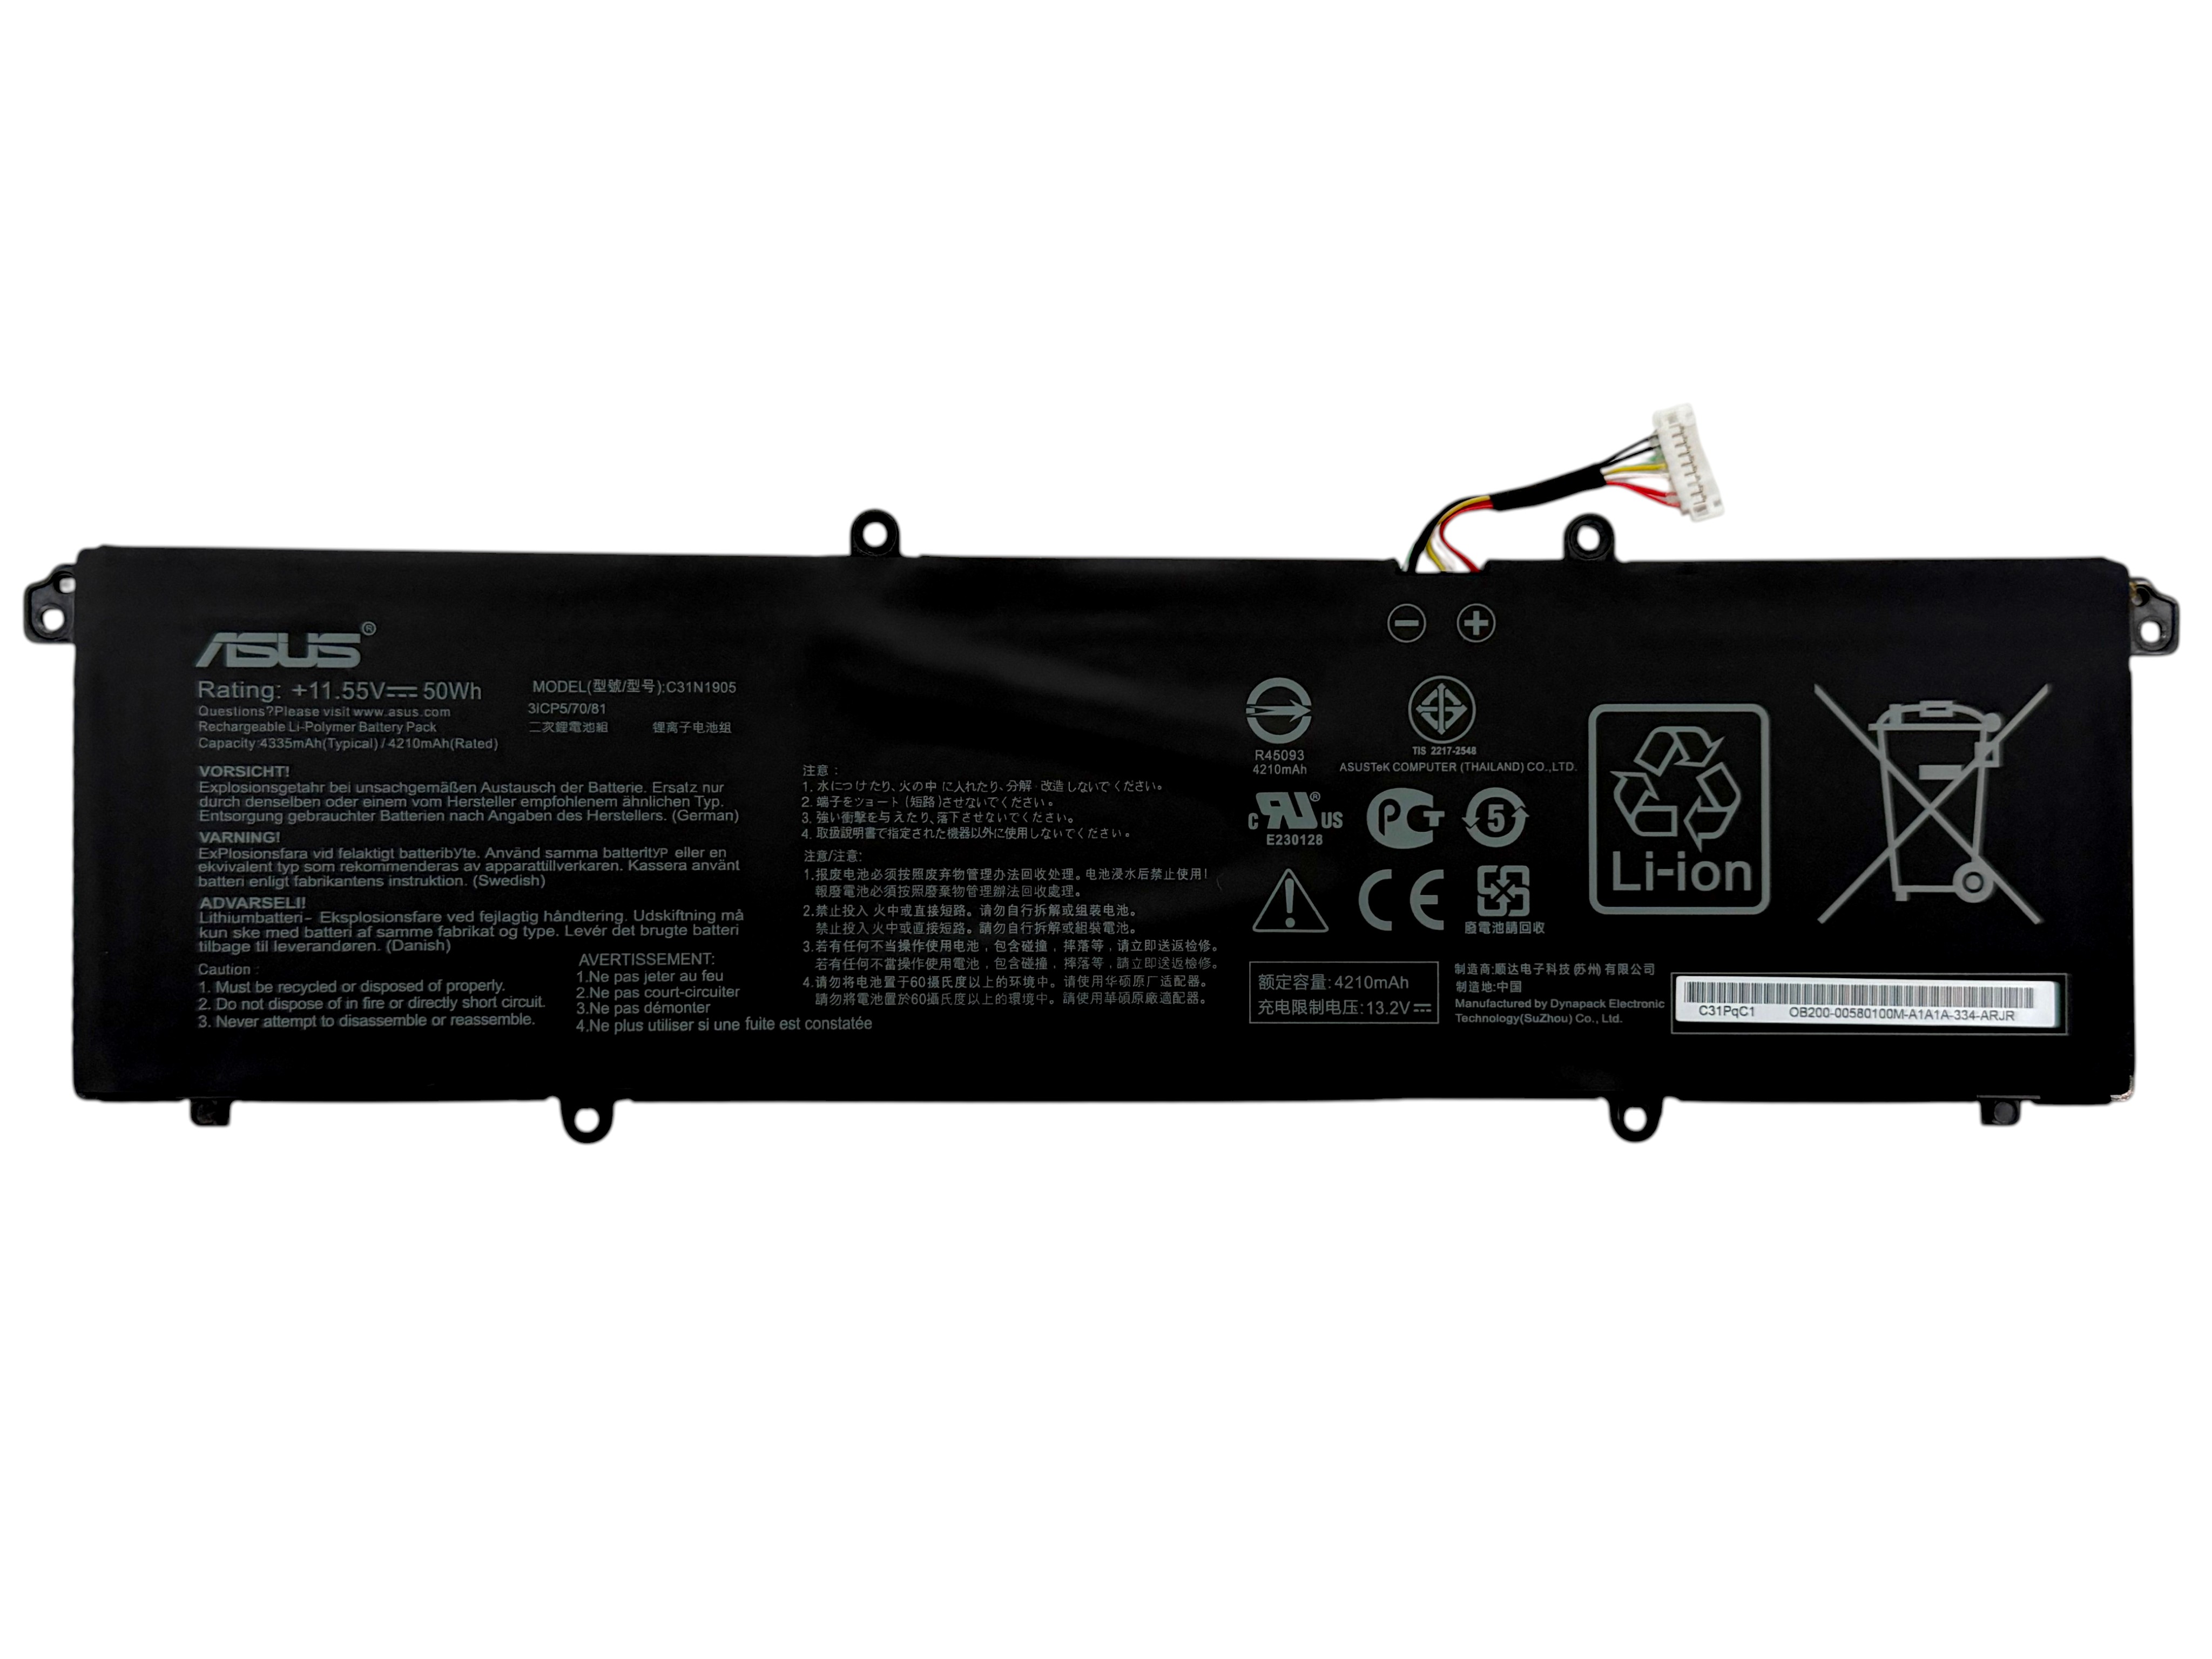 ASUS®
Rating: +11.55V 50Wh
Questions?Please visit www.asus.com
Rechargeable Li-Polymer Battery Pack
Capacity:4335mAh(Typical) / 4210mAh(Rated)
MODEL(型號/型号):C31N1905
3ICP5/70/81
二次鋰電池組 锂离子电池组
VORSICHT!
Explosionsgetahr bei unsachgemäßen Austausch der Batterie. Ersatz nur
durch denselben oder einem vom Hersteller empfohlenem ähnlichen Typ.
Entsorgung gebrauchter Batterien nach Angaben des Herstellers. (German)
VARNING!
ExPlosionsfara vid felaktigt batteribyte. Använd samma batterityP eller en
ekvivalent typ som rekommenderas av apparattillverkaren. Kassera använt
batteri enligt fabrikantens instruktion. (Swedish)
ADVARSELI!
Lithiumbatteri- Eksplosionsfare ved fejlagtig håndtering. Udskiftning må
kun ske med batteri af samme fabrikat og type. Levér det brugte batteri
tilbage til leverandøren. (Danish)
Caution :
1. Must be recycled or disposed of properly.
2. Do not dispose of in fire or directly short circuit.
3. Never attempt to disassemble or reassemble.
AVERTISSEMENT:
1.Ne pas jeter au feu
2.Ne pas court-circuiter
3.Ne pas démonter
4.Ne plus utiliser si une fuite est constatée
注意：
1. 水につけたり、火の中に入れたり、分解·改造しないでください。
2. 端子をショート(短路)させないでください。
3. 強い衝撃を与えたり、落下させないでください。
4. 取扱説明書で指定された機器以外に使用しないでください。
注意/注意:
1.报废电池必须按照废弃物管理办法回收处理。电池浸水后禁止使用!
報廢電池必須按照廢棄物管理辦法回收處理。
2.禁止投入 火中或直接短路。请勿自行拆解或组装电池。
禁止投入火中或直接短路。請勿自行拆解或組裝電池。
3.若有任何不当操作使用电池，包含碰撞，摔落等，请立即送返检修。
若有任何不當操作使用電池，包含碰撞，摔落等，請立即送返檢修。
4.请勿将电池置于60摄氏度以上的环境中。请使用华硕原厂适配器。
請勿將電池置於60攝氏度以上的環境中。請使用華碩原廠適配器。
R45093
4210mAh
TIS 2217-2548
ASUSTeK COMPUTER (THAILAND) CO.,LTD.
C RU® US
E230128
PCT
5
CE
廢電池請回收
Li-ion
额定容量:4210mAh
充电限制电压:13.2V
制造商:顺达电子科技(苏州)有限公司
制造地:中国
Manufactured by Dynapack Electronic
Technology(SuZhou) Co., Ltd.
C31PqC1 OB200-00580100M-A1A1A-334-ARJR